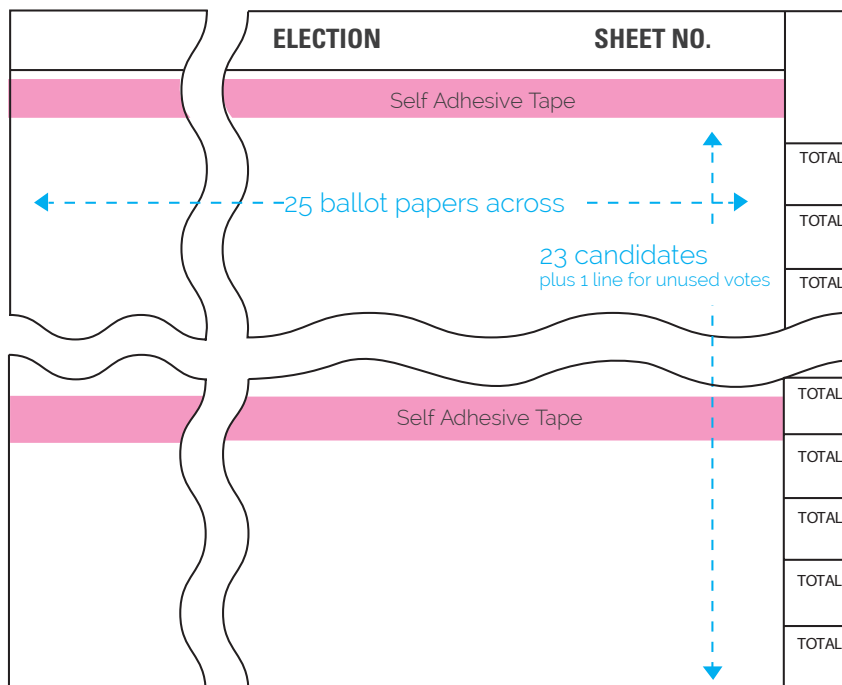 ELECTION SHEET NO.
Self Adhesive Tape
TOTAL
25 ballot papers across
TOTAL
23 candidates
plus 1 line for unused votes
TOTAL
TOTAL
Self Adhesive Tape
TOTAL
TOTAL
TOTAL
TOTAL